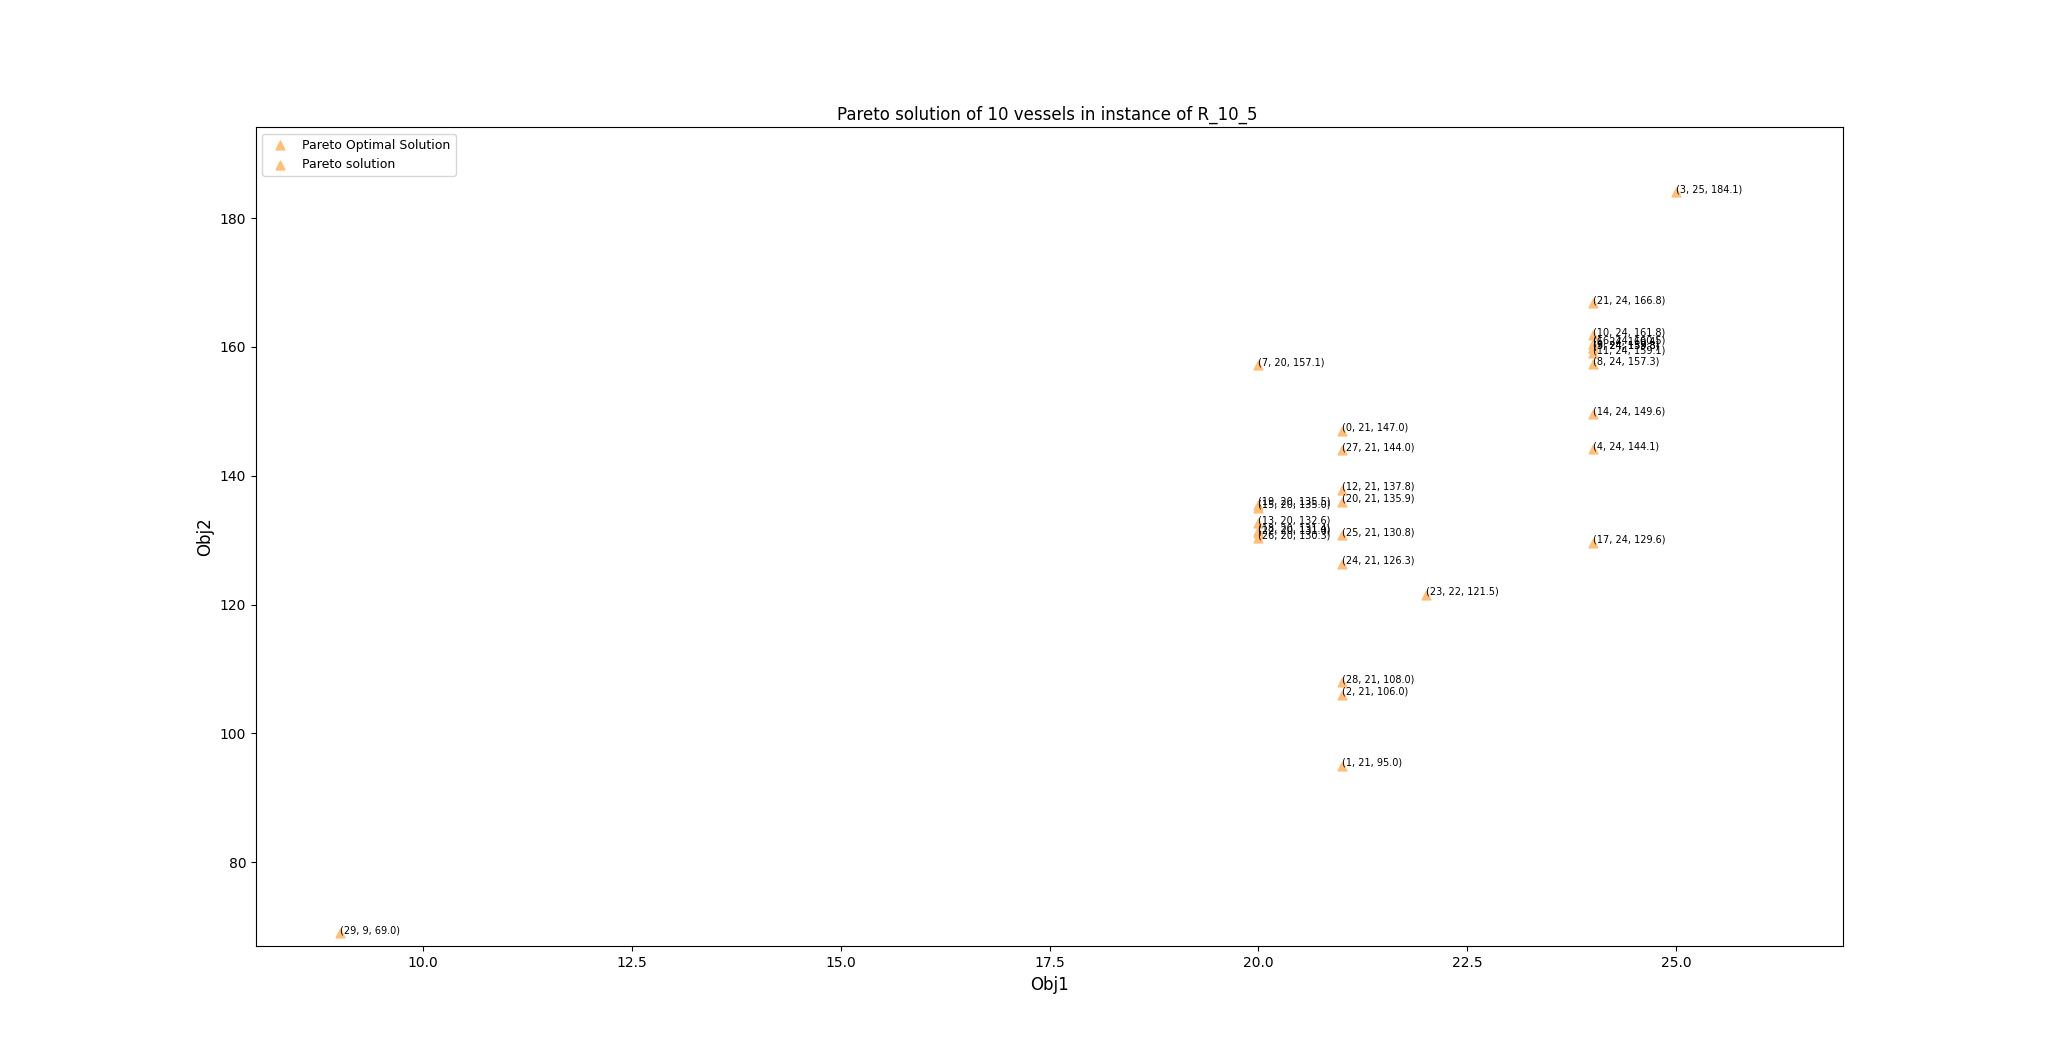 Pareto solution of 10 vessels in instance of R_10_5
Pareto Optimal Solution
Pareto solution
(3, 25, 184.1)
180
(21, 24, 166.8)
(10, 24, 161.8)
160
(11, 24, 159.1)
(7, 20, 157.1)
(8, 24, 157.3)
(14, 24, 149.6)
(0, 21, 147.0)
(27, 21, 144.0)
(4, 24, 144.1)
140
(12, 21, 137.8)
(20, 21, 135.9)
(13, 20, 132.6)
(26, 20, 130.3)
(25, 21, 130.8)
(17, 24, 129.6)
Obj2
(24, 21, 126.3)
(23, 22, 121.5)
120
(28, 21, 108.0)
(2, 21, 106.0)
100
(1, 21, 95.0)
80
(29, 9, 69.0)
10.0
12.5
15.0
17.5
20.0
22.5
25.0
Obj1